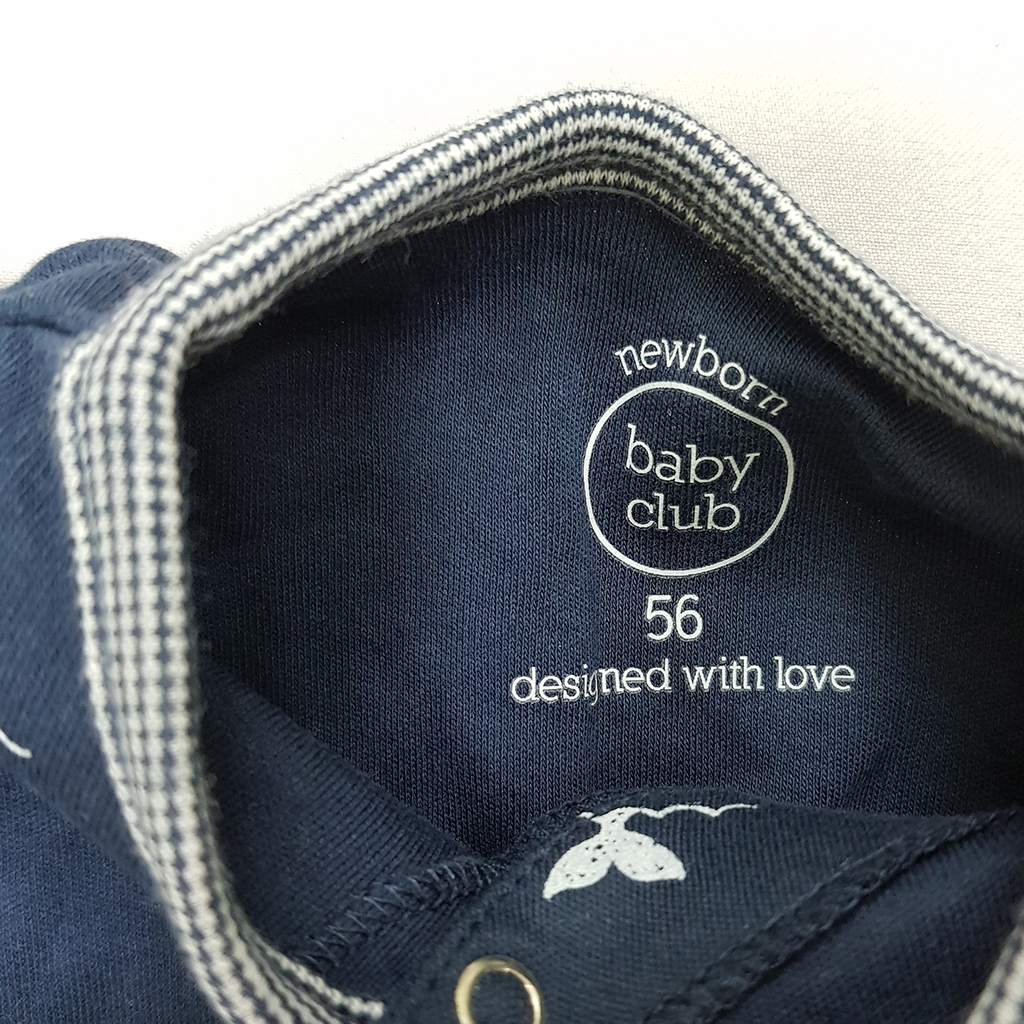 newborn
baby
club
56
designed with love